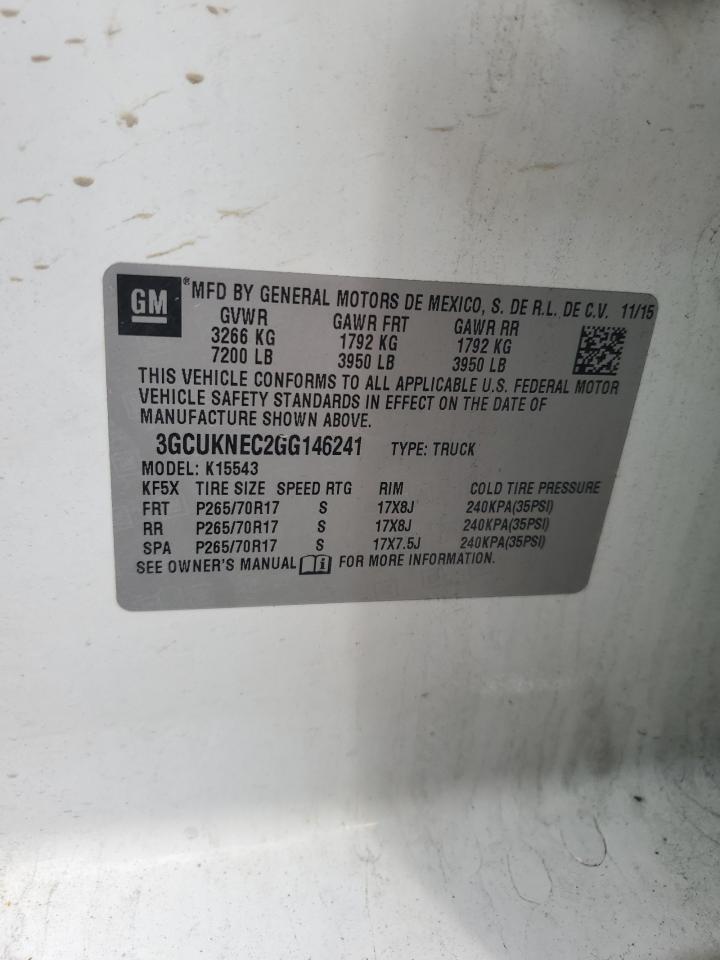 GM ® MFD BY GENERAL MOTORS DE MEXICO, S. DE R.L. DE C.V. 11/15
GVWR GAWR FRT GAWR RR
3266 KG 1792 KG 1792 KG
7200 LB 3950 LB 3950 LB
THIS VEHICLE CONFORMS TO ALL APPLICABLE U.S. FEDERAL MOTOR
VEHICLE SAFETY STANDARDS IN EFFECT ON THE DATE OF
MANUFACTURE SHOWN ABOVE.
3GCUKNEC2GG146241 TYPE: TRUCK
MODEL: K15543
KF5X TIRE SIZE SPEED RTG RIM COLD TIRE PRESSURE
FRT P265/70R17 S 17X8J 240KPA(35PSI)
RR P265/70R17 S 17X8J 240KPA(35PSI)
SPA P265/70R17 S 17X7.5J 240KPA(35PSI)
SEE OWNER'S MANUAL i FOR MORE INFORMATION.